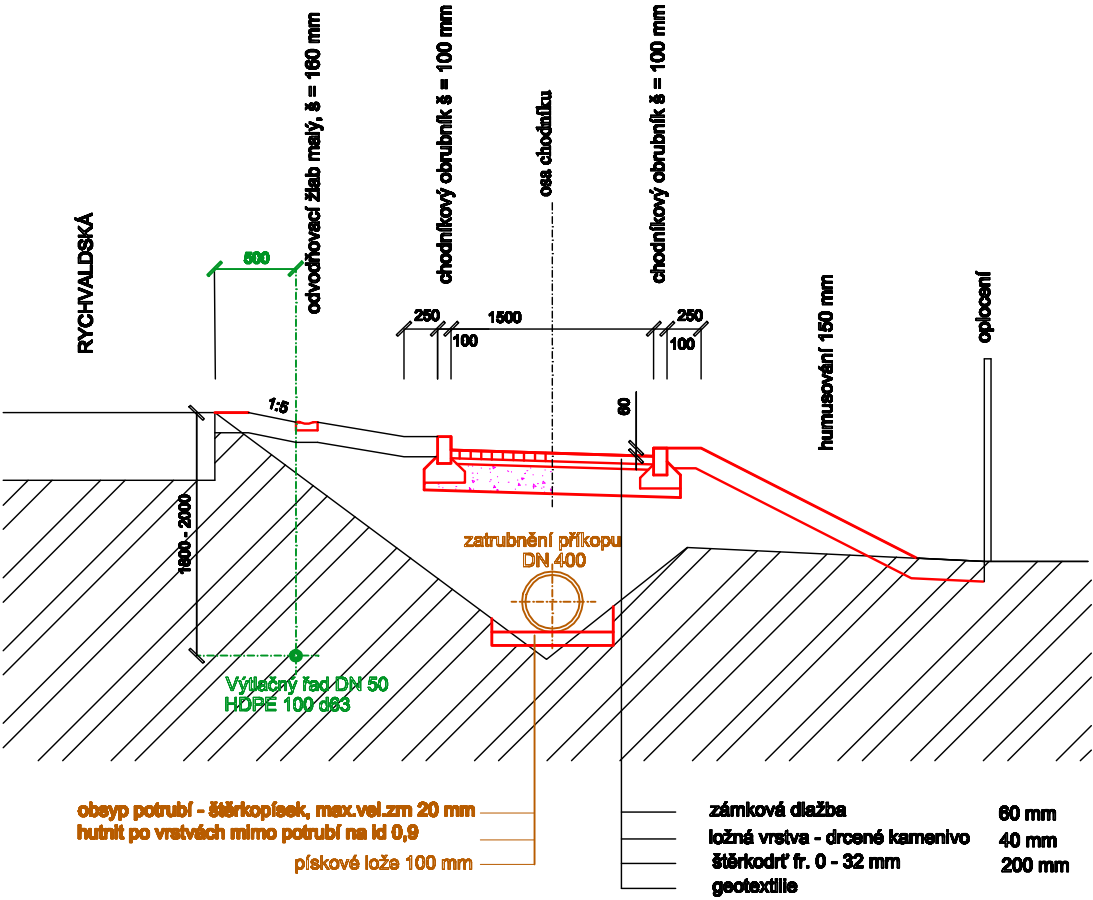 RYCHVALDSKÁ
odvodňovací žlab malý, š = 160 mm
chodníkový obrubník š = 100 mm
osa chodníku
chodníkový obrubník š = 100 mm
humusování 150 mm
oplocení
500
250
1500
250
100
100
1:5
60
1800 - 2000
zatrubnění příkopu
DN 400
Výtlačný řad DN 50
HDPE 100 d63
obsyp potrubí - štěrkopísek, max.vel.zrn 20 mm
hutnit po vrstvách mimo potrubí na Id 0,9
pískové lože 100 mm
zámková dlažba 60 mm
ložná vrstva - drcené kamenivo 40 mm
štěrkodrť fr. 0 - 32 mm 200 mm
geotextilie